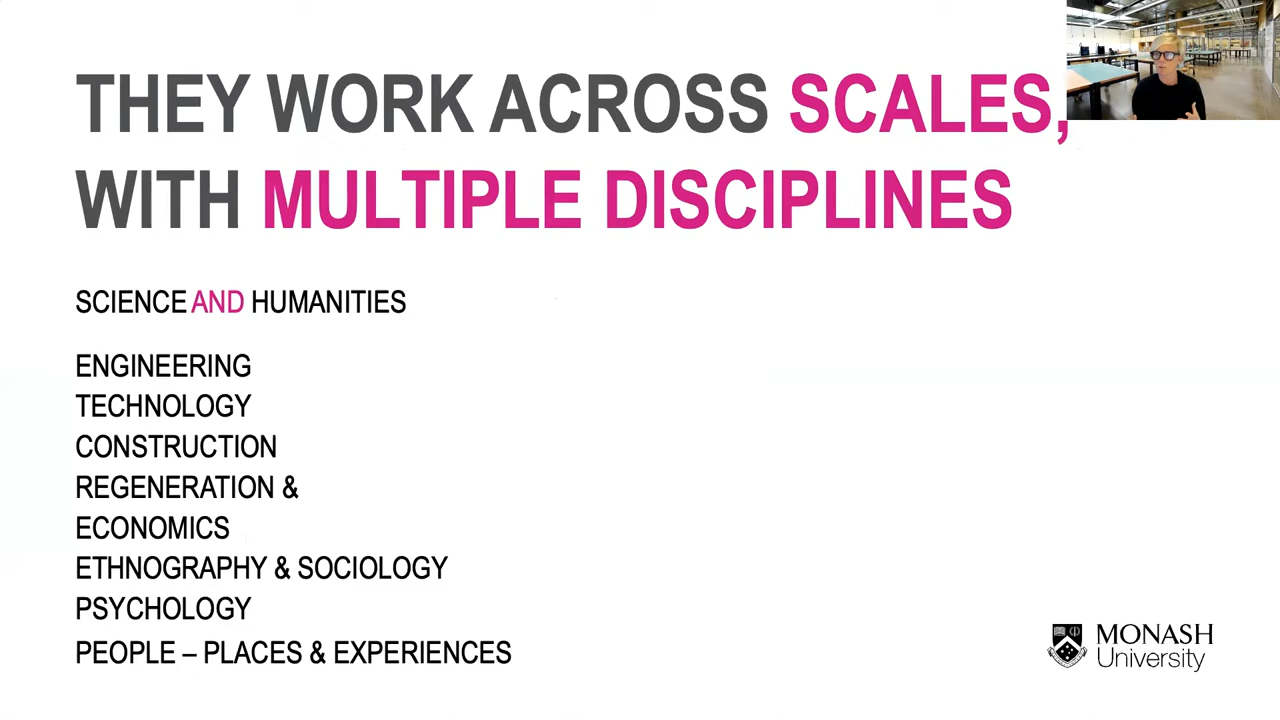 THEY WORK ACROSS SCALES,
WITH MULTIPLE DISCIPLINES
SCIENCE AND HUMANITIES
ENGINEERING
TECHNOLOGY
CONSTRUCTION
REGENERATION &
ECONOMICS
ETHNOGRAPHY & SOCIOLOGY
PSYCHOLOGY
PEOPLE – PLACES & EXPERIENCES
MONASH
University